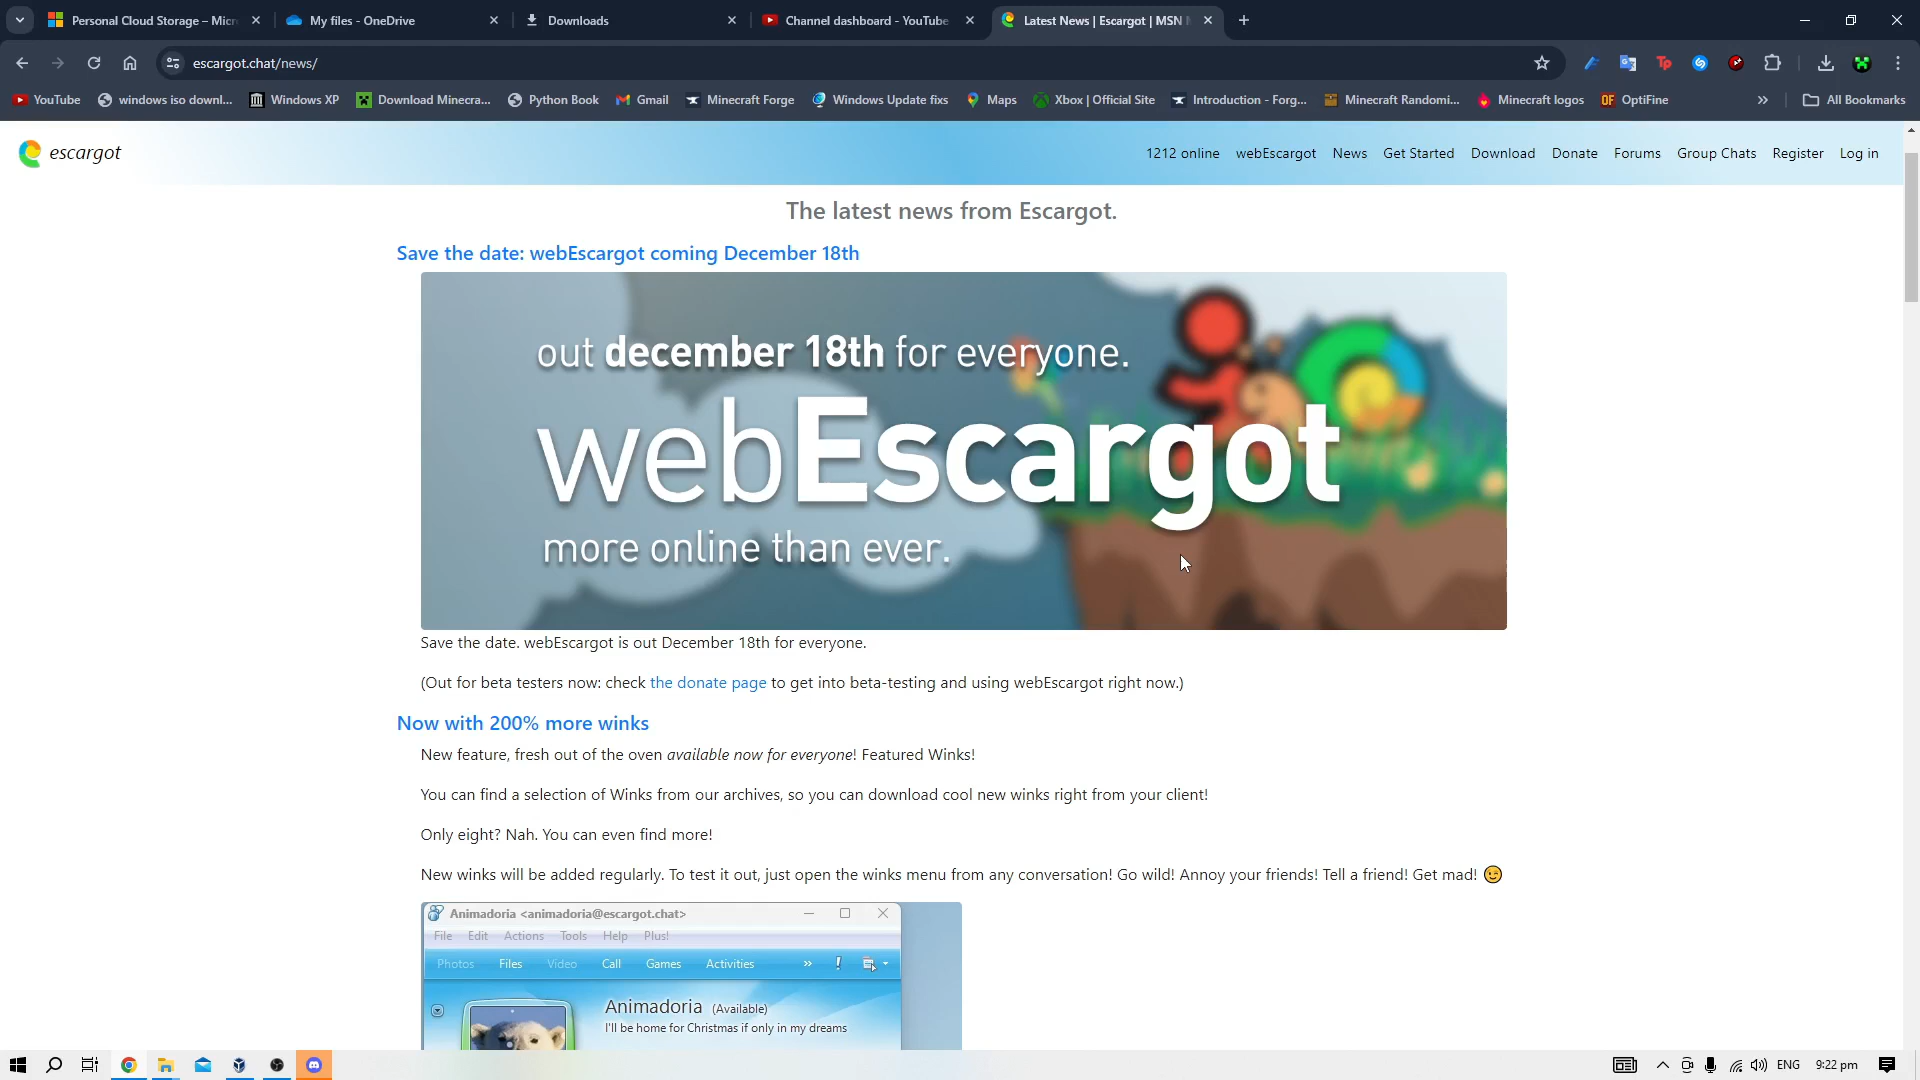 Personal Cloud Storage – Micr
My files - OneDrive
Downloads
Channel dashboard - YouTube
Latest News | Escargot | MSN M
escargot.chat/news/
YouTube
windows iso downl...
Windows XP
Download Minecra...
Python Book
Gmail
Minecraft Forge
Windows Update fixs
Maps
Xbox | Official Site
Introduction - Forg...
Minecraft Randomi...
Minecraft logos
OF OptiFine
»
All Bookmarks
escargot
1212 online
webEscargot
News
Get Started
Download
Donate
Forums
Group Chats
Register
Log in
The latest news from Escargot.
Save the date: webEscargot coming December 18th
out december 18th for everyone.
webEscargot
more online than ever.
Save the date. webEscargot is out December 18th for everyone.
(Out for beta testers now: check the donate page to get into beta-testing and using webEscargot right now.)
Now with 200% more winks
New feature, fresh out of the oven available now for everyone! Featured Winks!
You can find a selection of Winks from our archives, so you can download cool new winks right from your client!
Only eight? Nah. You can even find more!
New winks will be added regularly. To test it out, just open the winks menu from any conversation! Go wild! Annoy your friends! Tell a friend! Get mad! 😉
Animadoria <animadoria@escargot.chat>
File Edit Actions Tools Help Plus!
Photos Files Video Call Games Activities »
Animadoria (Available)
I'll be home for Christmas if only in my dreams
ENG
9:22 pm